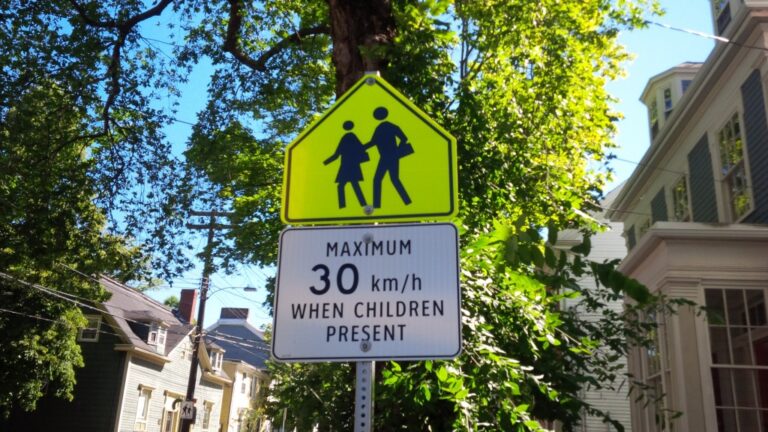 MAXIMUM
30 km/h
WHEN CHILDREN
PRESENT